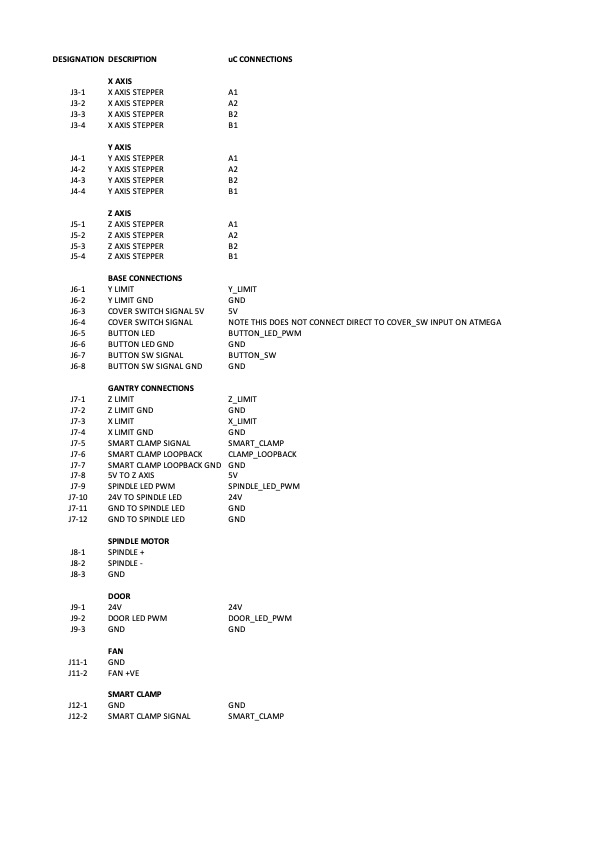 DESIGNATION DESCRIPTION uC CONNECTIONS
X AXIS
J3-1 X AXIS STEPPER A1
J3-2 X AXIS STEPPER A2
J3-3 X AXIS STEPPER B2
J3-4 X AXIS STEPPER B1
Y AXIS
J4-1 Y AXIS STEPPER A1
J4-2 Y AXIS STEPPER A2
J4-3 Y AXIS STEPPER B2
J4-4 Y AXIS STEPPER B1
Z AXIS
J5-1 Z AXIS STEPPER A1
J5-2 Z AXIS STEPPER A2
J5-3 Z AXIS STEPPER B2
J5-4 Z AXIS STEPPER B1
BASE CONNECTIONS
J6-1 Y LIMIT Y_LIMIT
J6-2 Y LIMIT GND GND
J6-3 COVER SWITCH SIGNAL 5V 5V
J6-4 COVER SWITCH SIGNAL NOTE THIS DOES NOT CONNECT DIRECT TO COVER_SW INPUT ON ATMEGA
J6-5 BUTTON LED BUTTON_LED_PWM
J6-6 BUTTON LED GND GND
J6-7 BUTTON SW SIGNAL BUTTON_SW
J6-8 BUTTON SW SIGNAL GND GND
GANTRY CONNECTIONS
J7-1 Z LIMIT Z_LIMIT
J7-2 Z LIMIT GND GND
J7-3 X LIMIT X_LIMIT
J7-4 X LIMIT GND GND
J7-5 SMART CLAMP SIGNAL SMART_CLAMP
J7-6 SMART CLAMP LOOPBACK CLAMP_LOOPBACK
J7-7 SMART CLAMP LOOPBACK GND GND
J7-8 5V TO Z AXIS 5V
J7-9 SPINDLE LED PWM SPINDLE_LED_PWM
J7-10 24V TO SPINDLE LED 24V
J7-11 GND TO SPINDLE LED GND
J7-12 GND TO SPINDLE LED GND
SPINDLE MOTOR
J8-1 SPINDLE +
J8-2 SPINDLE -
J8-3 GND
DOOR
J9-1 24V 24V
J9-2 DOOR LED PWM DOOR_LED_PWM
J9-3 GND GND
FAN
J11-1 GND
J11-2 FAN +VE
SMART CLAMP
J12-1 GND GND
J12-2 SMART CLAMP SIGNAL SMART_CLAMP